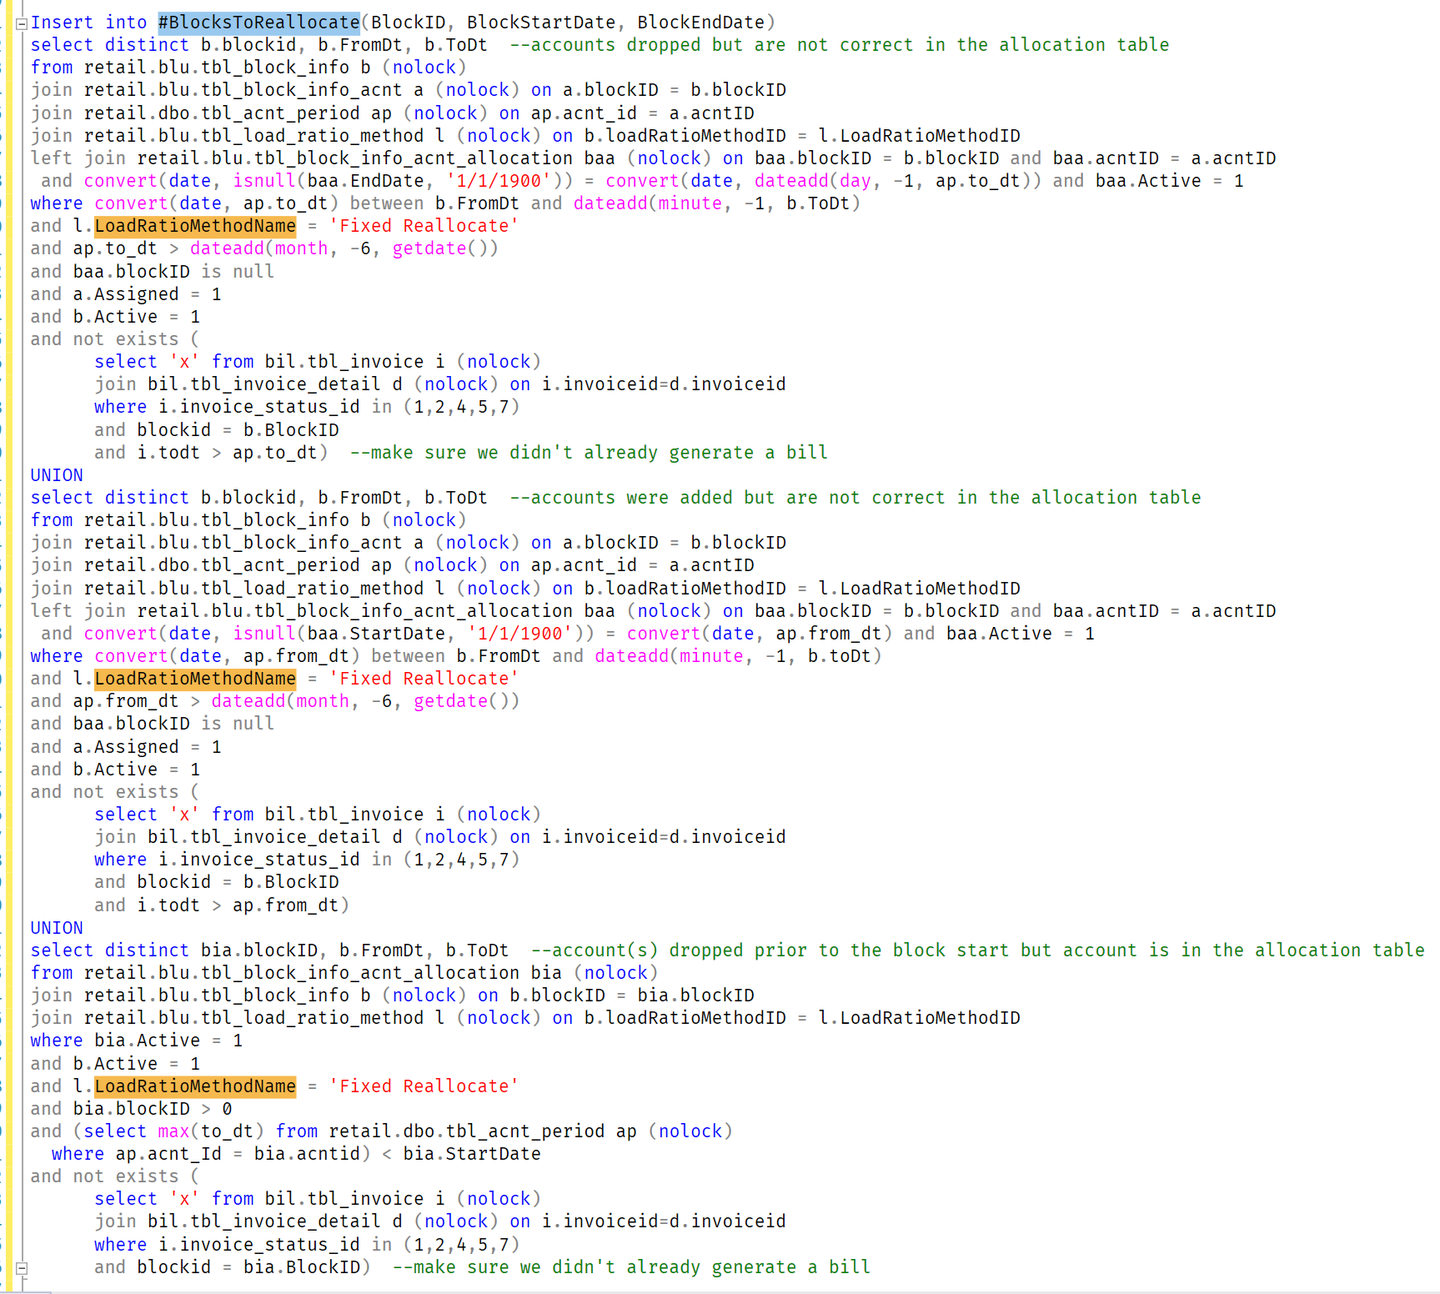 Insert into #BlocksToReallocate(BlockID, BlockStartDate, BlockEndDate)
select distinct b.blockid, b.FromDt, b.ToDt  --accounts dropped but are not correct in the allocation table
from retail.blu.tbl_block_info b (nolock)
join retail.blu.tbl_block_info_acnt a (nolock) on a.blockID = b.blockID
join retail.dbo.tbl_acnt_period ap (nolock) on ap.acnt_id = a.acntID
join retail.blu.tbl_load_ratio_method l (nolock) on b.loadRatioMethodID = l.LoadRatioMethodID
left join retail.blu.tbl_block_info_acnt_allocation baa (nolock) on baa.blockID = b.blockID and baa.acntID = a.acntID
 and convert(date, isnull(baa.EndDate, '1/1/1900')) = convert(date, dateadd(day, -1, ap.to_dt)) and baa.Active = 1
where convert(date, ap.to_dt) between b.FromDt and dateadd(minute, -1, b.ToDt)
and l.LoadRatioMethodName = 'Fixed Reallocate'
and ap.to_dt > dateadd(month, -6, getdate())
and baa.blockID is null
and a.Assigned = 1
and b.Active = 1
and not exists (
      select 'x' from bil.tbl_invoice i (nolock)
      join bil.tbl_invoice_detail d (nolock) on i.invoiceid=d.invoiceid
      where i.invoice_status_id in (1,2,4,5,7)
      and blockid = b.BlockID
      and i.todt > ap.to_dt)  --make sure we didn't already generate a bill
UNION
select distinct b.blockid, b.FromDt, b.ToDt  --accounts were added but are not correct in the allocation table
from retail.blu.tbl_block_info b (nolock)
join retail.blu.tbl_block_info_acnt a (nolock) on a.blockID = b.blockID
join retail.dbo.tbl_acnt_period ap (nolock) on ap.acnt_id = a.acntID
join retail.blu.tbl_load_ratio_method l (nolock) on b.loadRatioMethodID = l.LoadRatioMethodID
left join retail.blu.tbl_block_info_acnt_allocation baa (nolock) on baa.blockID = b.blockID and baa.acntID = a.acntID
 and convert(date, isnull(baa.StartDate, '1/1/1900')) = convert(date, ap.from_dt) and baa.Active = 1
where convert(date, ap.from_dt) between b.FromDt and dateadd(minute, -1, b.toDt)
and l.LoadRatioMethodName = 'Fixed Reallocate'
and ap.from_dt > dateadd(month, -6, getdate())
and baa.blockID is null
and a.Assigned = 1
and b.Active = 1
and not exists (
      select 'x' from bil.tbl_invoice i (nolock)
      join bil.tbl_invoice_detail d (nolock) on i.invoiceid=d.invoiceid
      where i.invoice_status_id in (1,2,4,5,7)
      and blockid = b.BlockID
      and i.todt > ap.from_dt)
UNION
select distinct bia.blockID, b.FromDt, b.ToDt  --account(s) dropped prior to the block start but account is in the allocation table
from retail.blu.tbl_block_info_acnt_allocation bia (nolock)
join retail.blu.tbl_block_info b (nolock) on b.blockID = bia.blockID
join retail.blu.tbl_load_ratio_method l (nolock) on b.loadRatioMethodID = l.LoadRatioMethodID
where bia.Active = 1
and b.Active = 1
and l.LoadRatioMethodName = 'Fixed Reallocate'
and bia.blockID > 0
and (select max(to_dt) from retail.dbo.tbl_acnt_period ap (nolock)
  where ap.acnt_Id = bia.acntid) < bia.StartDate
and not exists (
      select 'x' from bil.tbl_invoice i (nolock)
      join bil.tbl_invoice_detail d (nolock) on i.invoiceid=d.invoiceid
      where i.invoice_status_id in (1,2,4,5,7)
      and blockid = bia.BlockID)  --make sure we didn't already generate a bill